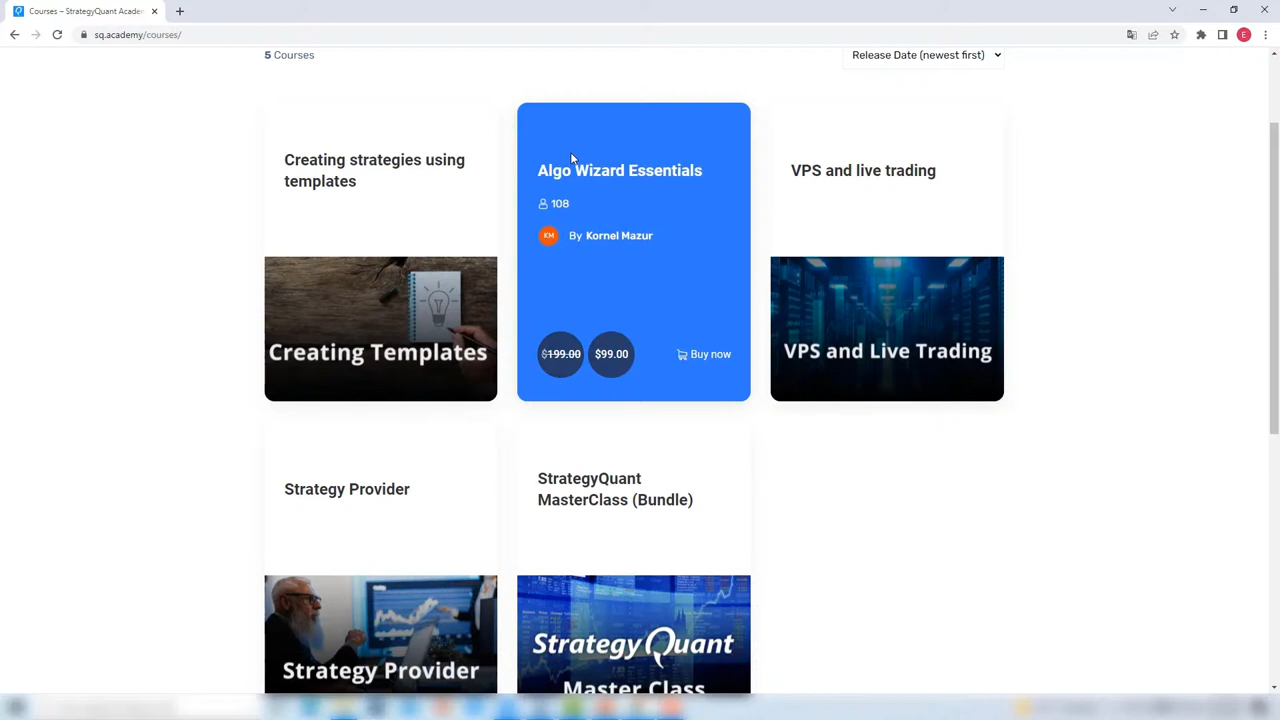 Courses – StrategyQuant Acade
sq.academy/courses/
E
5 Courses
Release Date (newest first)
Creating strategies using
templates
Creating Templates
Algo Wizard Essentials
108
KM
By Kornel Mazur
$199.00
$99.00
Buy now
VPS and live trading
VPS and Live Trading
Strategy Provider
Strategy Provider
StrategyQuant
MasterClass (Bundle)
StrategyQuant
Master Class